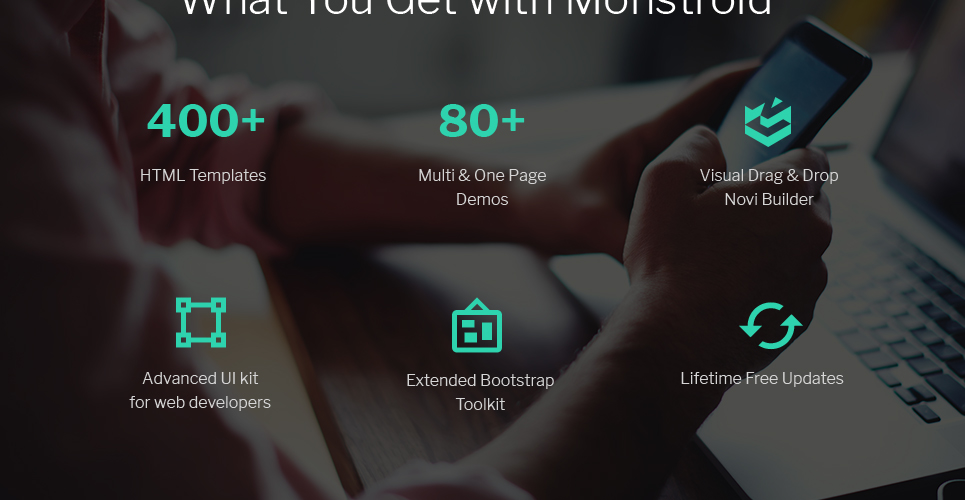 What You Get with Monstroid
400+
80+
HTML Templates
Multi & One Page
Demos
Visual Drag & Drop
Novi Builder
Advanced UI kit
for web developers
Extended Bootstrap
Toolkit
Lifetime Free Updates